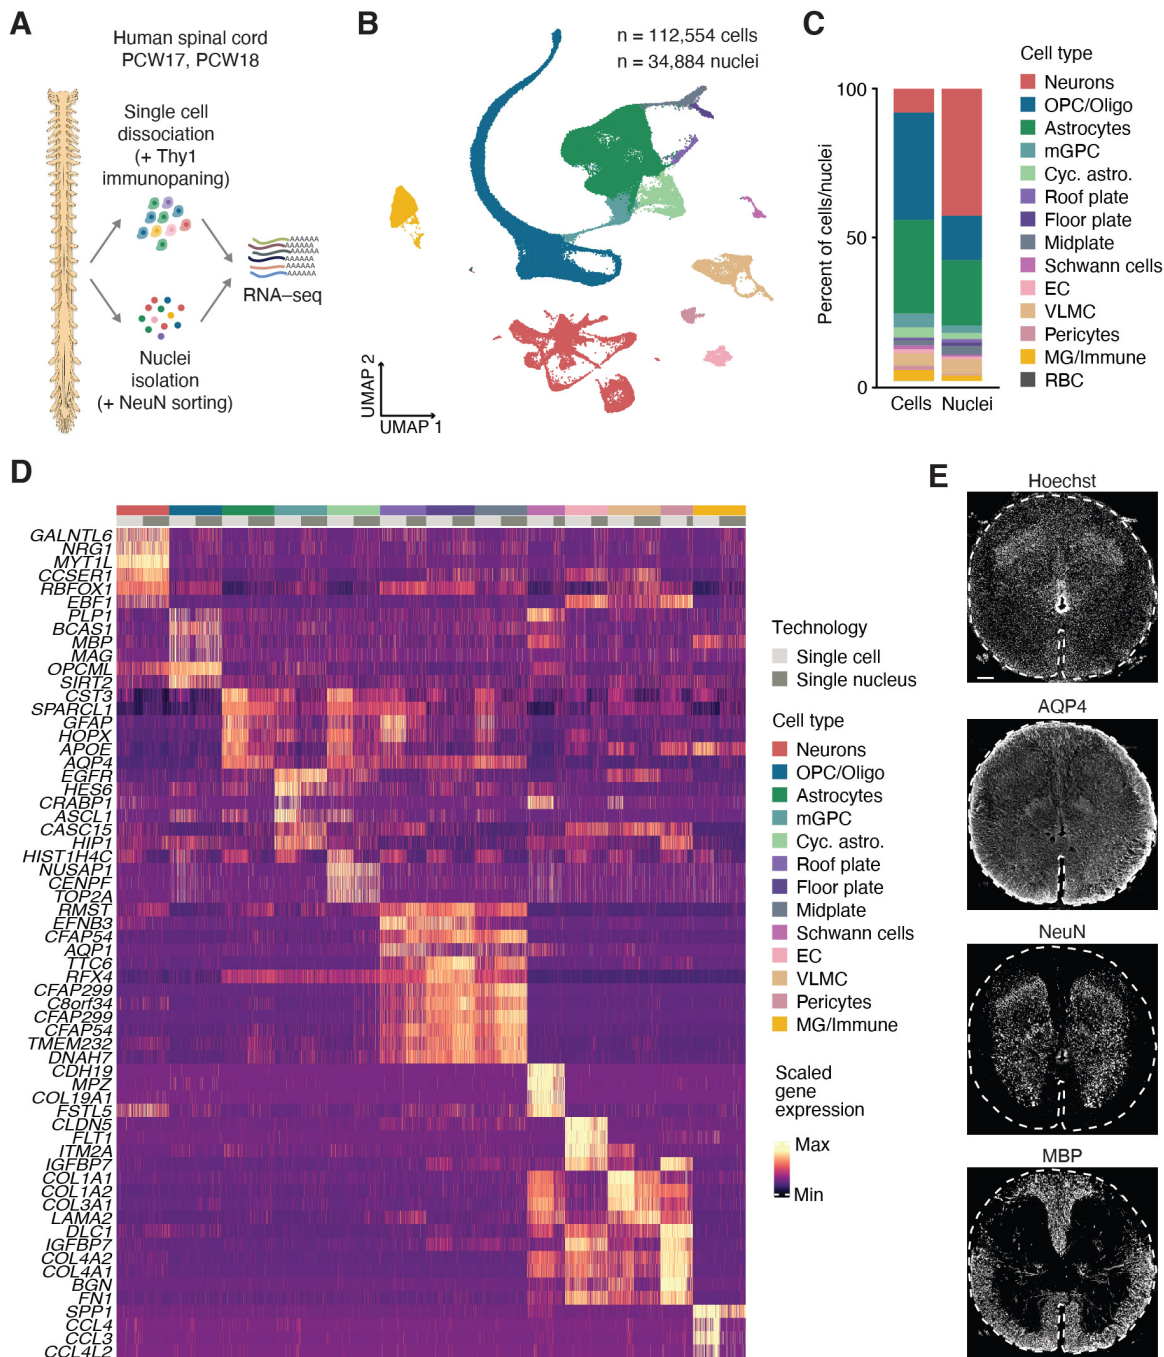 A
Human spinal cord
PCW17, PCW18
Single cell
dissociation
(+ Thy1
immunopaning)
AAAAAA
AAAAAA
AAAAAA
AAAAAA
AAAAAA
AAAAAA
RNA–seq
Nuclei
isolation
(+ NeuN sorting)
B
n = 112,554 cells
n = 34,884 nuclei
UMAP 2
UMAP 1
C
Percent of cells/nuclei
100
50
0
Cells
Nuclei
Cell type
Neurons
OPC/Oligo
Astrocytes
mGPC
Cyc. astro.
Roof plate
Floor plate
Midplate
Schwann cells
EC
VLMC
Pericytes
MG/Immune
RBC
D
GALNTL6
NRG1
MYT1L
CCSER1
RBFOX1
EBF1
PLP1
BCAS1
MBP
MAG
OPCML
SIRT2
CST3
SPARCL1
GFAP
HOPX
APOE
AQP4
EGFR
HES6
CRABP1
ASCL1
CASC15
HIP1
HIST1H4C
NUSAP1
CENPF
TOP2A
RMST
EFNB3
CFAP54
AQP1
TTC6
RFX4
CFAP299
C8orf34
CFAP299
CFAP54
TMEM232
DNAH7
CDH19
MPZ
COL19A1
FSTL5
CLDN5
FLT1
ITM2A
IGFBP7
COL1A1
COL1A2
COL3A1
LAMA2
DLC1
IGFBP7
COL4A2
COL4A1
BGN
FN1
SPP1
CCL4
CCL3
CCL4L2
Technology
Single cell
Single nucleus
Cell type
Neurons
OPC/Oligo
Astrocytes
mGPC
Cyc. astro.
Roof plate
Floor plate
Midplate
Schwann cells
EC
VLMC
Pericytes
MG/Immune
Scaled
gene
expression
Max
Min
E
Hoechst
AQP4
NeuN
MBP